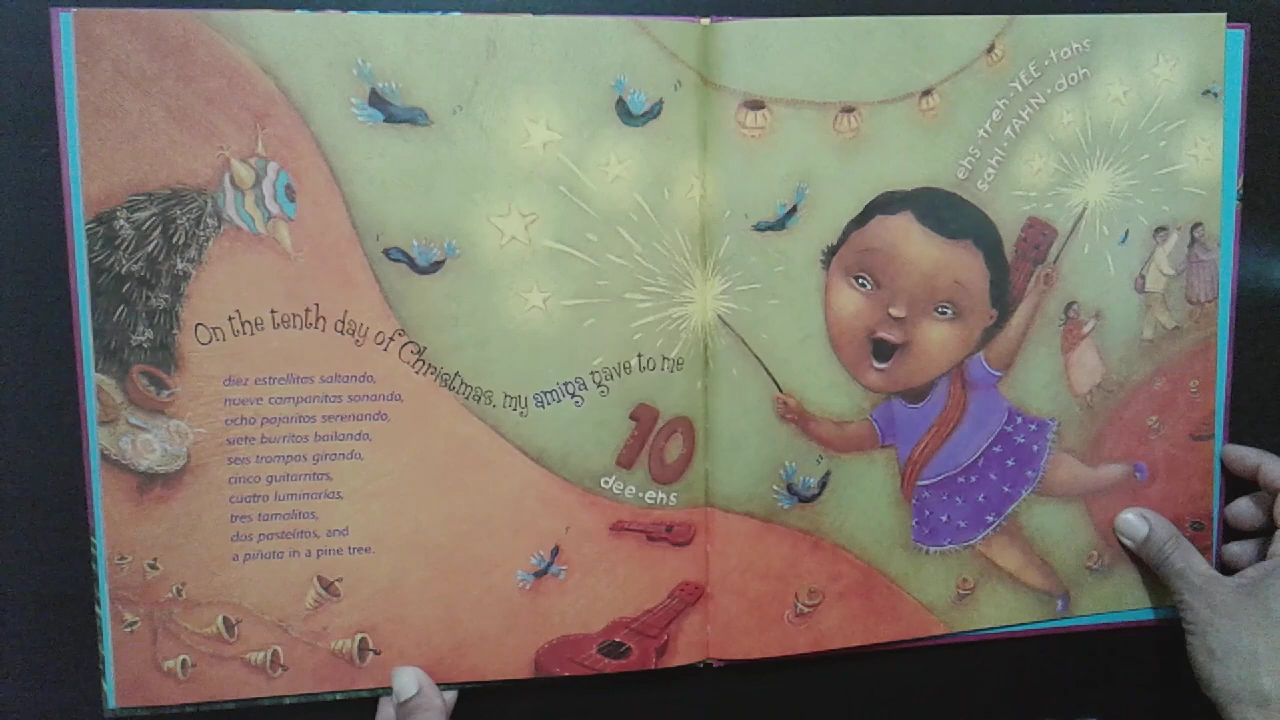 On the tenth day of Christmas, my amiga gave to me
diez estrellitas saltando,
nueve campanitas sonando,
ocho pajaritos serenando,
siete burritos bailando,
seis trompos girando,
cinco guitarritas,
cuatro luminarias,
tres tamalitos,
dos pastelitos, and
a piñata in a pine tree.
10
dee•ehs
ehs•treh•YEE•tahs
sahl•TAHN•doh